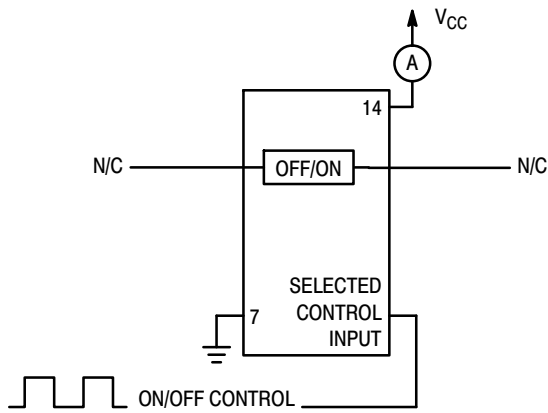 V_CC
A
14
N/C
OFF/ON
N/C
SELECTED
CONTROL
INPUT
7
ON/OFF CONTROL